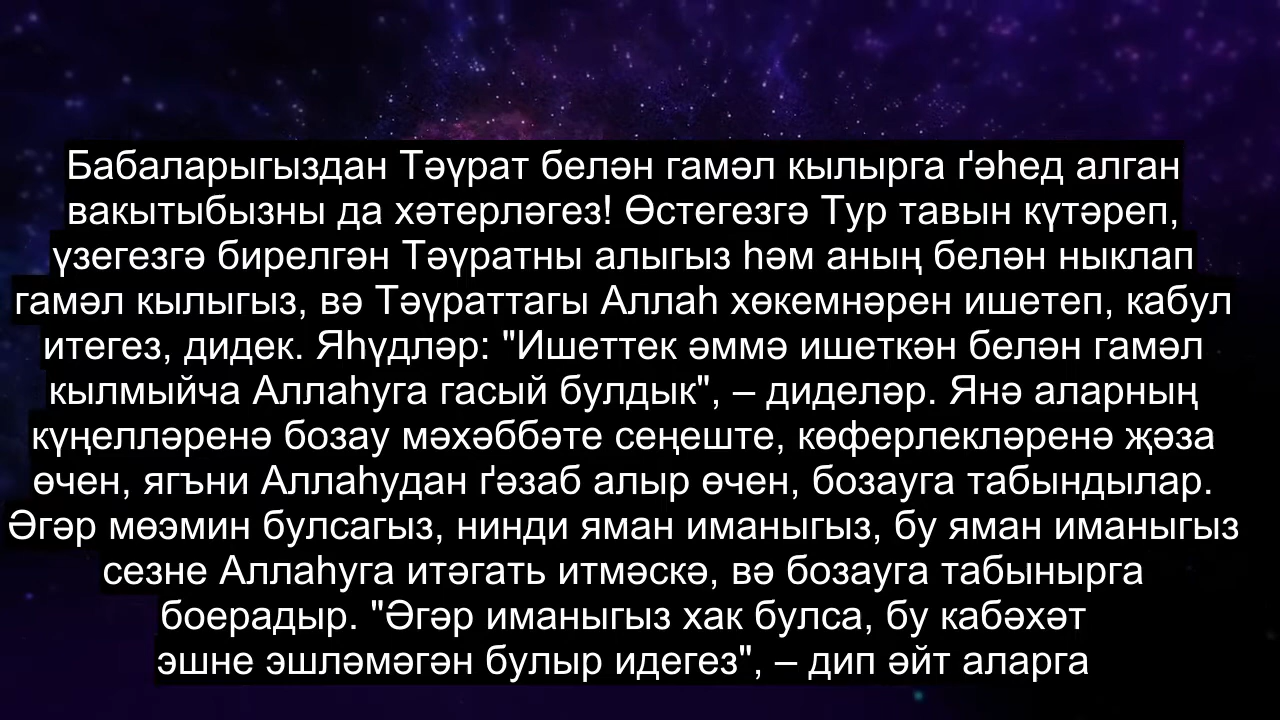 Бабаларыгыздан Тәүрат белән гамәл кылырга ґәһед алган
вакытыбызны да хәтерләгез! Өстегезгә Тур тавын күтәреп,
үзегезгә бирелгән Тәүратны алыгыз һәм аның белән ныклап
гамәл кылыгыз, вә Тәүраттагы Аллаһ хөкемнәрен ишетеп, кабул
итегез, дидек. Яһүдләр: "Ишеттек әммә ишеткән белән гамәл
кылмыйча Аллаһуга гасый булдык", – диделәр. Янә аларның
күңелләренә бозау мәхәббәте сеңеште, көферлекләренә җәза
өчен, ягъни Аллаһудан ґәзаб алыр өчен, бозауга табындылар.
Әгәр мөэмин булсагыз, нинди яман иманыгыз, бу яман иманыгыз
сезне Аллаһуга итәгать итмәскә, вә бозауга табынырга
боерадыр. "Әгәр иманыгыз хак булса, бу кабәхәт
эшне эшләмәгән булыр идегез", – дип әйт аларга